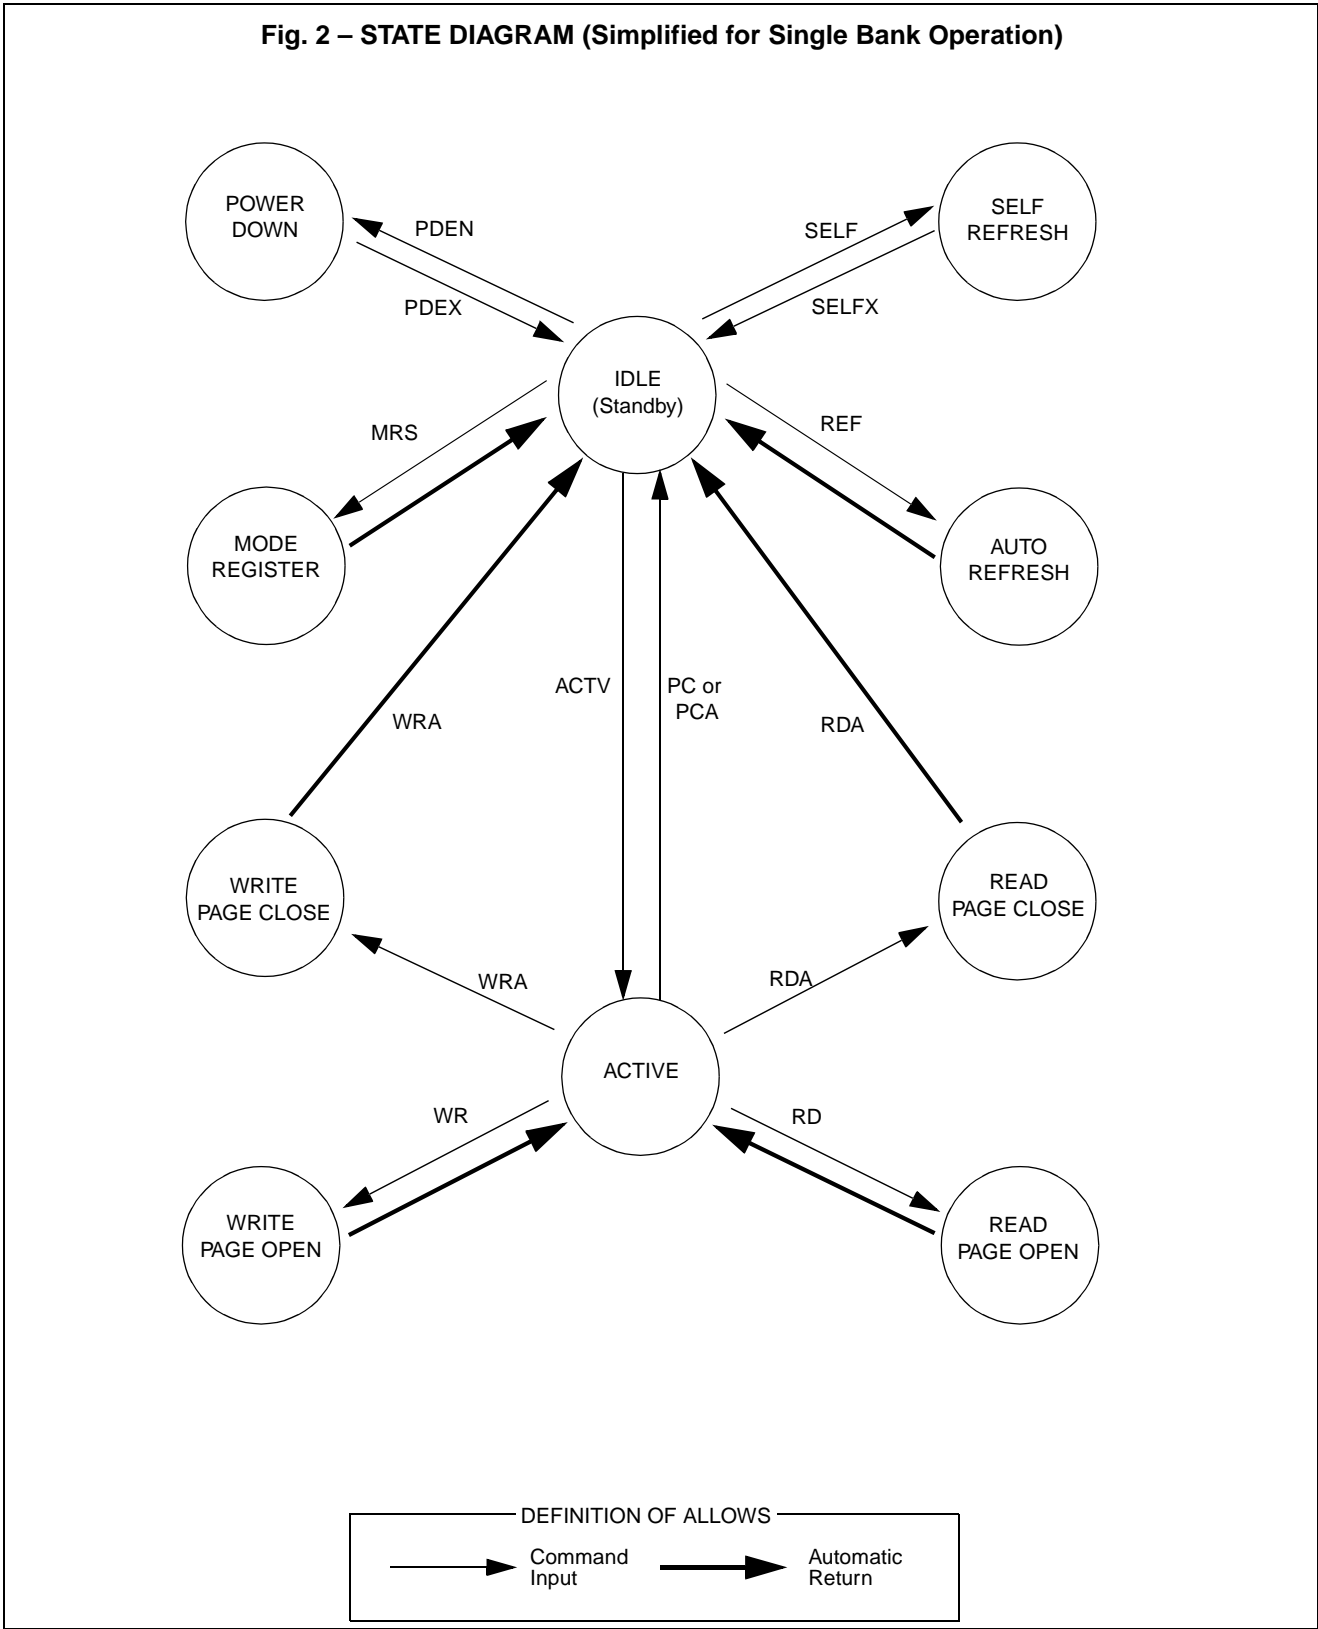 Fig. 2 – STATE DIAGRAM (Simplified for Single Bank Operation)
POWER
DOWN
SELF
REFRESH
PDEN
SELF
PDEX
SELFX
IDLE
(Standby)
MRS
REF
MODE
REGISTER
AUTO
REFRESH
ACTV
PC or
PCA
WRA
RDA
WRITE
PAGE CLOSE
READ
PAGE CLOSE
WRA
RDA
ACTIVE
WR
RD
WRITE
PAGE OPEN
READ
PAGE OPEN
DEFINITION OF ALLOWS
Command
Input
Automatic
Return